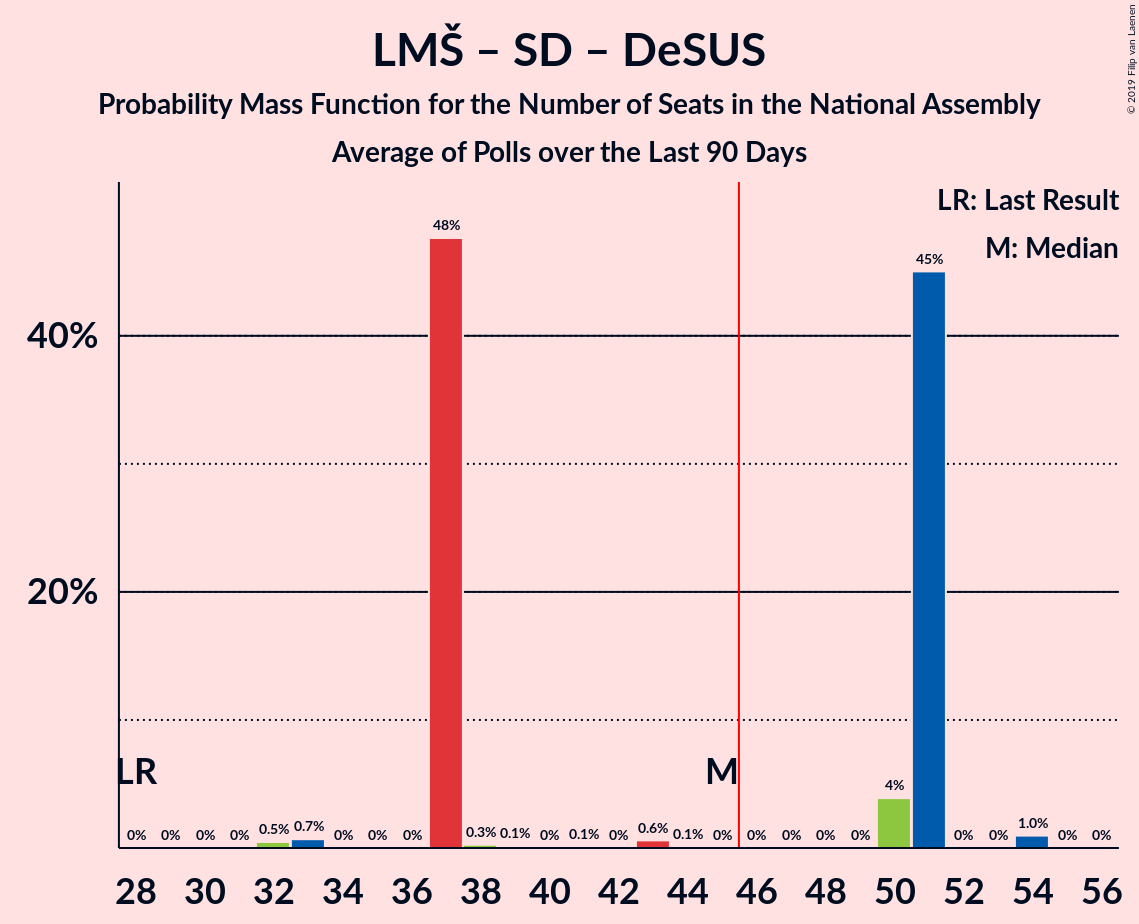 LMŠ – SD – DeSUS
Probability Mass Function for the Number of Seats in the National Assembly
Average of Polls over the Last 90 Days
© 2019 Filip van Laenen
LR: Last Result
M: Median
48%
45%
40%
20%
LR
M
0% 0% 0% 0% 0.5% 0.7% 0% 0% 0% 0.3% 0.1% 0% 0.1% 0% 0.6% 0.1% 0% 0% 0% 0% 0% 4% 0% 0% 1.0% 0% 0%
28 30 32 34 36 38 40 42 44 46 48 50 52 54 56